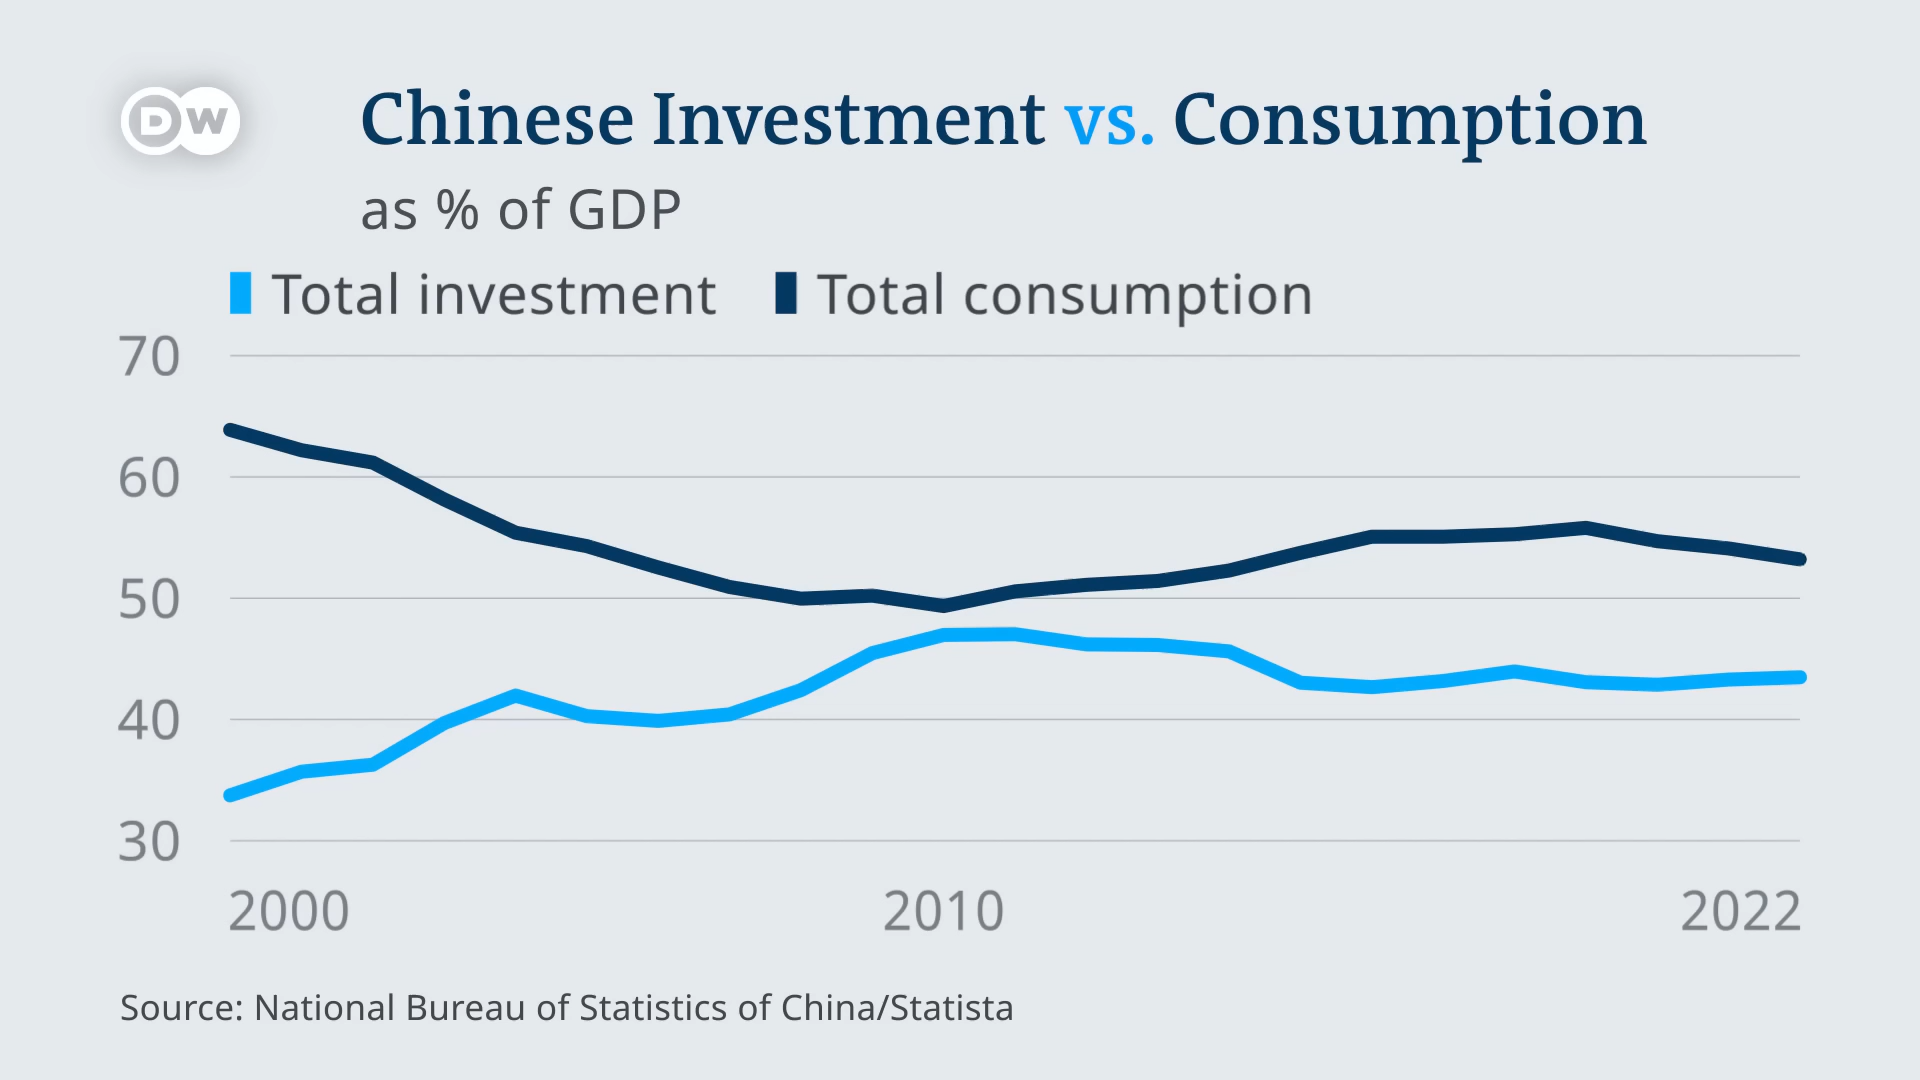 DW
Chinese Investment vs. Consumption
as % of GDP
Total investment Total consumption
70
60
50
40
30
2000 2010 2022
Source: National Bureau of Statistics of China/Statista